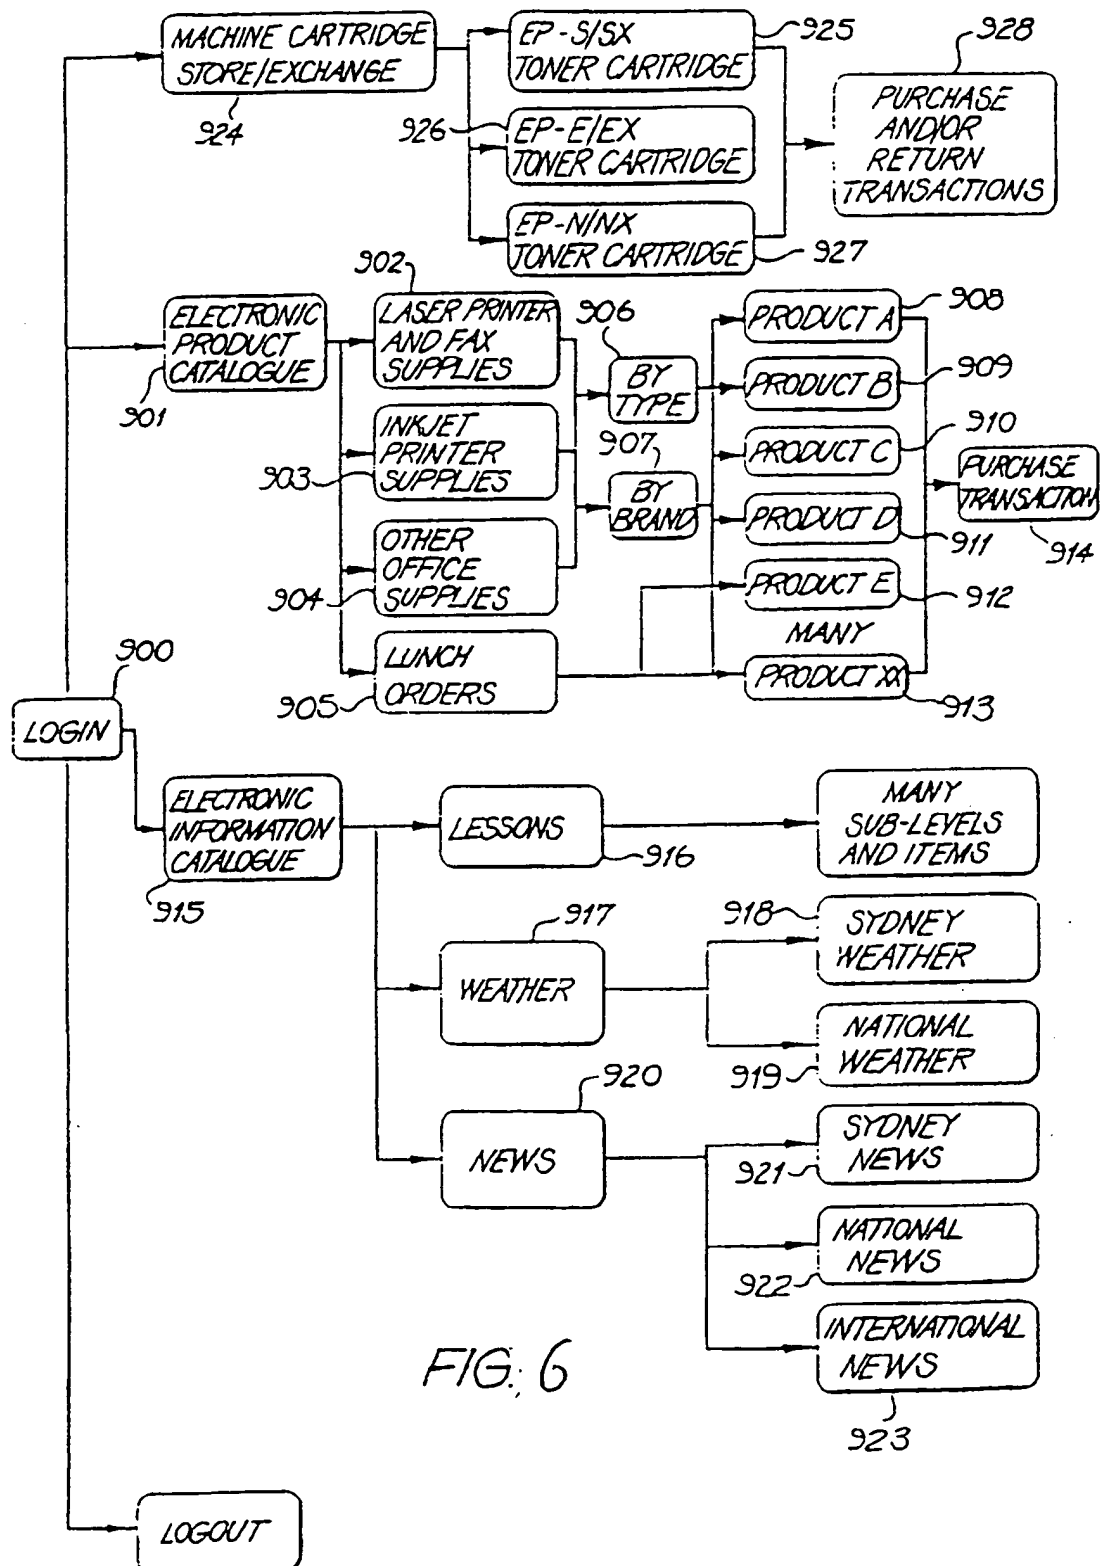 MACHINE CARTRIDGE
STORE/EXCHANGE
924
EP-S/SX
TONER CARTRIDGE
925
926
EP-E/EX
TONER CARTRIDGE
EP-N/NX
TONER CARTRIDGE
927
928
PURCHASE
AND/OR
RETURN
TRANSACTIONS
ELECTRONIC
PRODUCT
CATALOGUE
901
902
LASER PRINTER
AND FAX
SUPPLIES
INKJET
PRINTER
SUPPLIES
903
OTHER
OFFICE
SUPPLIES
904
LUNCH
ORDERS
905
906
BY
TYPE
907
BY
BRAND
PRODUCT A
908
PRODUCT B
909
PRODUCT C
910
PRODUCT D
911
PRODUCT E
912
MANY
PRODUCT XX
913
PURCHASE
TRANSACTION
914
900
LOGIN
ELECTRONIC
INFORMATION
CATALOGUE
915
LESSONS
916
MANY
SUB-LEVELS
AND ITEMS
917
WEATHER
918
SYDNEY
WEATHER
NATIONAL
WEATHER
919
920
NEWS
SYDNEY
NEWS
921
NATIONAL
NEWS
922
INTERNATIONAL
NEWS
923
FIG. 6
LOGOUT